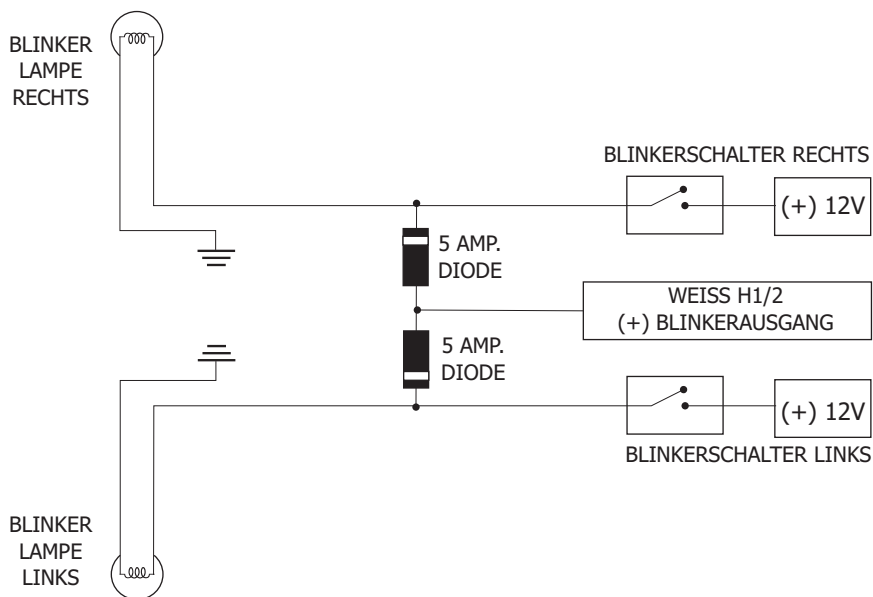 BLINKER
LAMPE
RECHTS
BLINKERSCHALTER RECHTS
(+) 12V
5 AMP.
DIODE
WEISS H1/2
(+) BLINKERAUSGANG
5 AMP.
DIODE
(+) 12V
BLINKERSCHALTER LINKS
BLINKER
LAMPE
LINKS